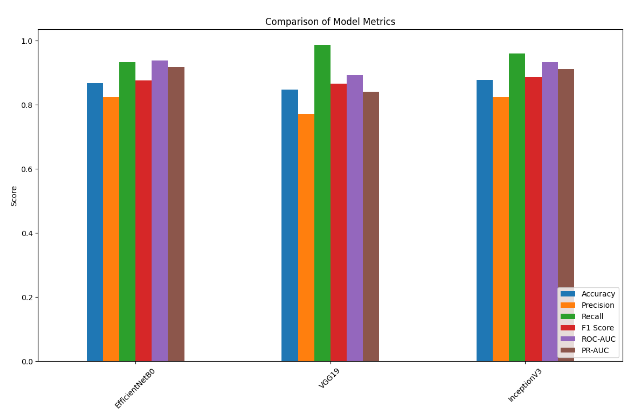 Comparison of Model Metrics
Score
1.0
0.8
0.6
0.4
0.2
0.0
EfficientNetB0
VGG19
InceptionV3
Accuracy
Precision
Recall
F1 Score
ROC-AUC
PR-AUC